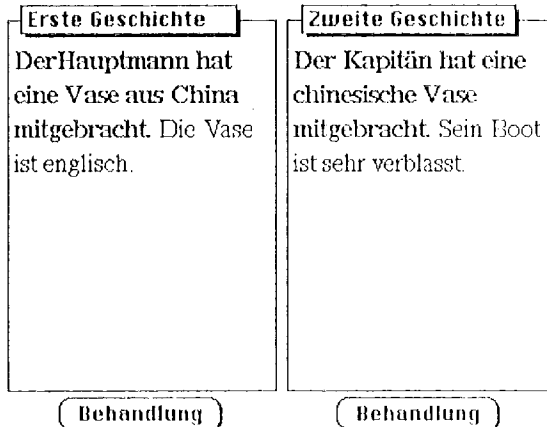 Erste Geschichte
DerHauptmann hat
eine Vase aus China
mitgebracht. Die Vase
ist englisch.
Behandlung
Zweite Geschichte
Der Kapitän hat eine
chinesische Vase
mitgebracht. Sein Boot
ist sehr verblasst.
Behandlung